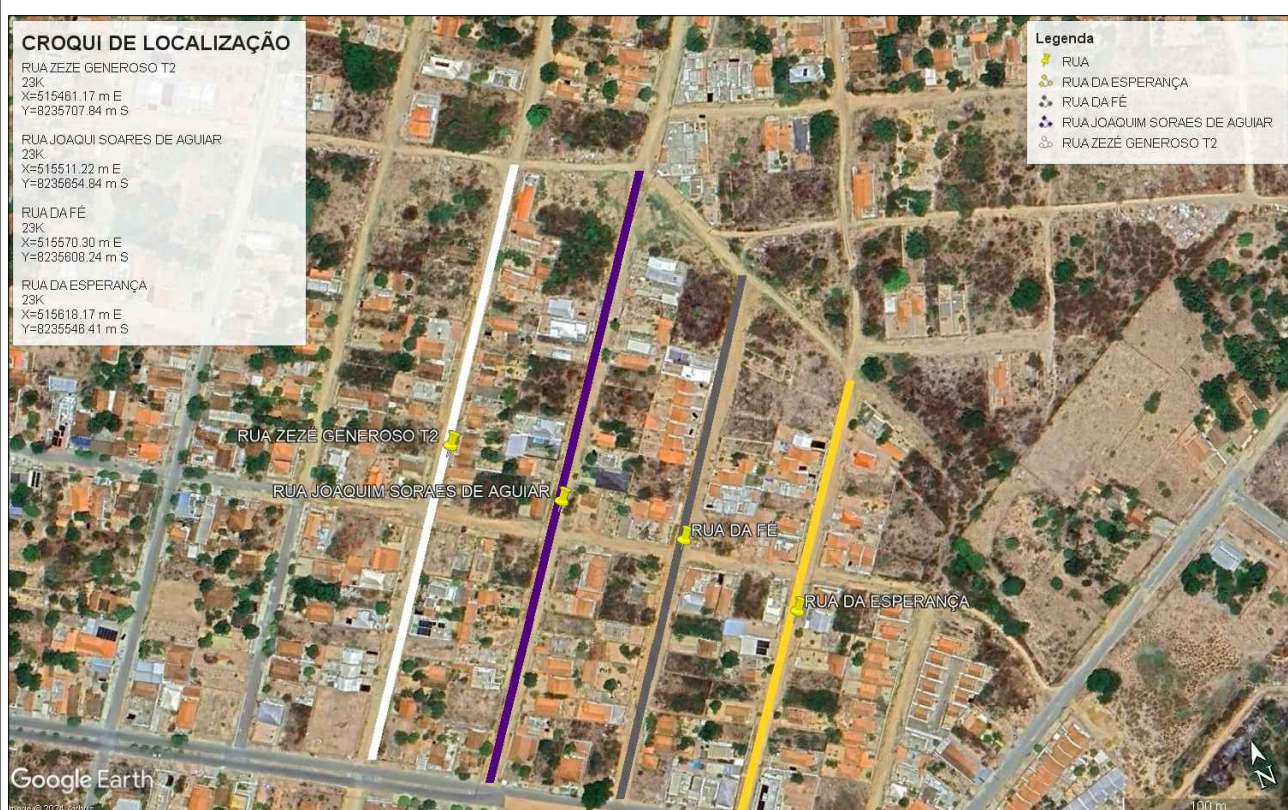 CROQUI DE LOCALIZAÇÃO
RUA ZEZE GENEROSO T2
23K
X=515461.17 m E
Y=8235707.84 m S
RUA JOAQUI SOARES DE AGUIAR
23K
X=515511.22 m E
Y=8235654.84 m S
RUA DA FÉ
23K
X=515570.30 m E
Y=8235608.24 m S
RUA DA ESPERANÇA
23K
X=515618.17 m E
Y=8235546.41 m S
Legenda
RUA
RUA DA ESPERANÇA
RUA DA FÉ
RUA JOAQUIM SORAES DE AGUIAR
RUA ZEZÉ GENEROSO T2
RUA ZEZÉ GENEROSO T2
RUA JOAQUIM SORAES DE AGUIAR
RUA DA FÉ
RUA DA ESPERANÇA
Google Earth
N
100 m